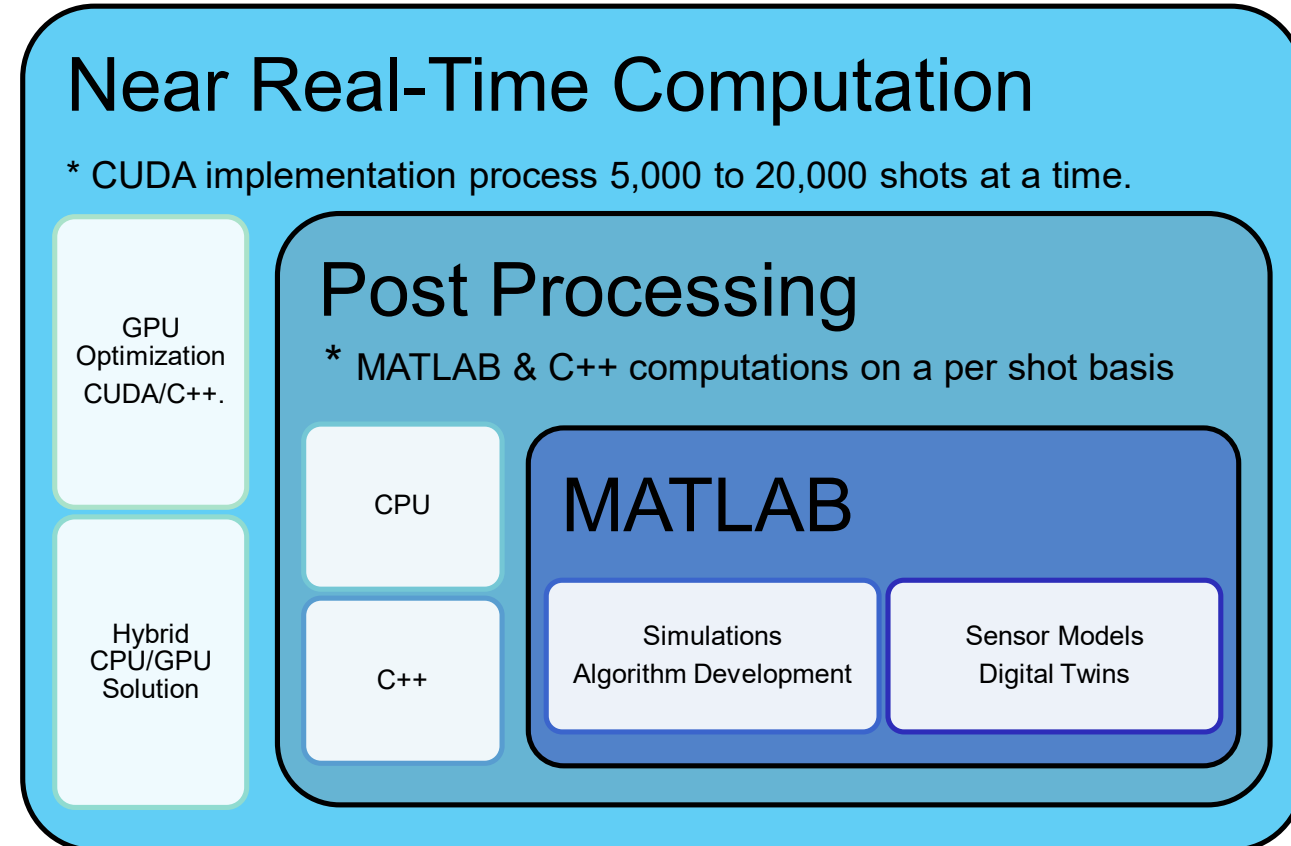 Near Real-Time Computation
* CUDA implementation process 5,000 to 20,000 shots at a time.
GPU
Optimization
CUDA/C++.
Hybrid
CPU/GPU
Solution
Post Processing
* MATLAB & C++ computations on a per shot basis
CPU
C++
MATLAB
Simulations
Algorithm Development
Sensor Models
Digital Twins